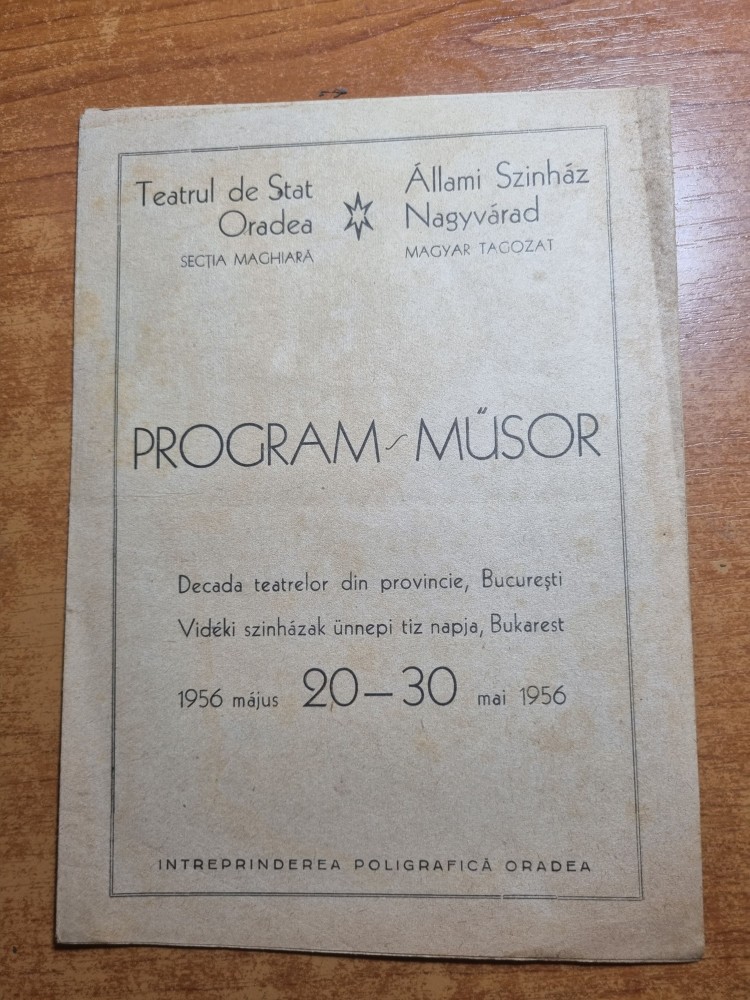 Teatrul de Stat
Oradea
SECȚIA MAGHIARĂ
Állami Szinház
Nagyvárad
MAGYAR TAGOZAT
PROGRAM ~ MŰSOR
Decada teatrelor din provincie, București
Vidéki szinházak ünnepi tiz napja, Bukarest
1956 május 20—30 mai 1956
INTREPRINDEREA POLIGRAFICĂ ORADEA